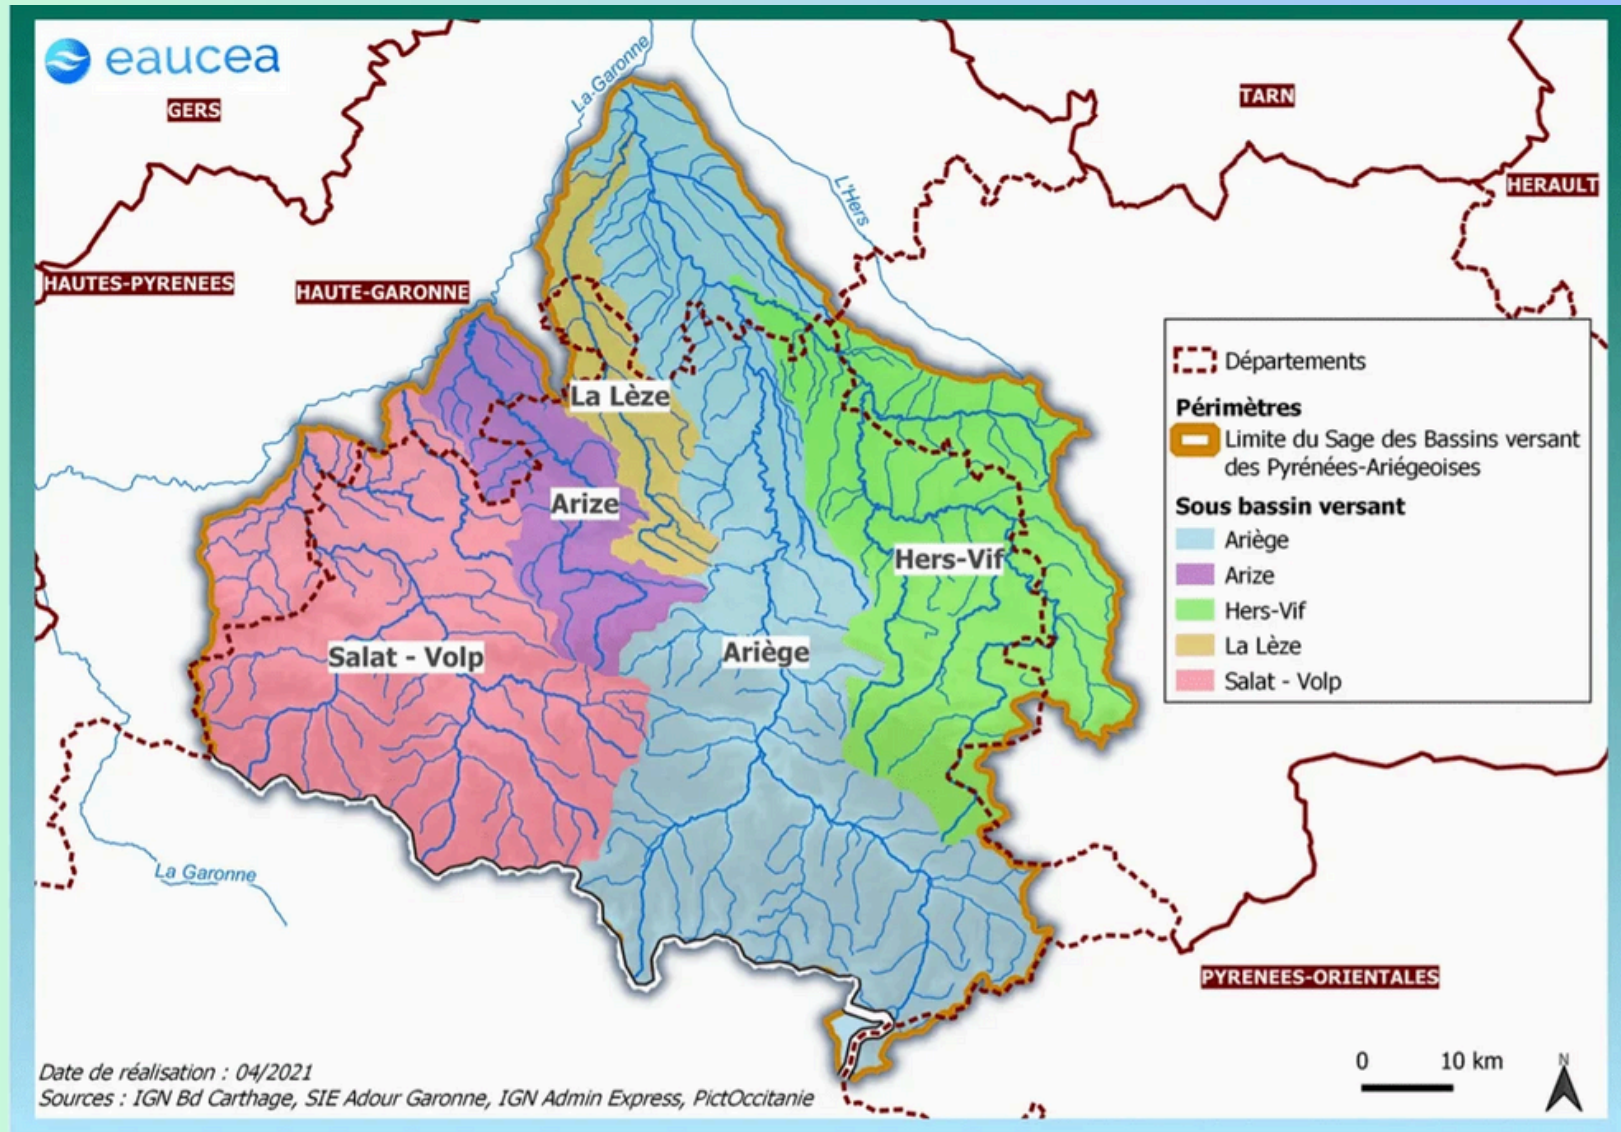 eaucea
GERS
La Garonne
TARN
L'Hers
HERAULT
HAUTES-PYRENEES
HAUTE-GARONNE
La Lèze
Arize
Hers-Vif
Salat - Volp
Ariège
La Garonne
PYRENEES-ORIENTALES
Départements
Périmètres
Limite du Sage des Bassins versant
des Pyrénées-Ariégeoises
Sous bassin versant
Ariège
Arize
Hers-Vif
La Lèze
Salat - Volp
0 10 km
N
Date de réalisation : 04/2021
Sources : IGN Bd Carthage, SIE Adour Garonne, IGN Admin Express, PictOccitanie